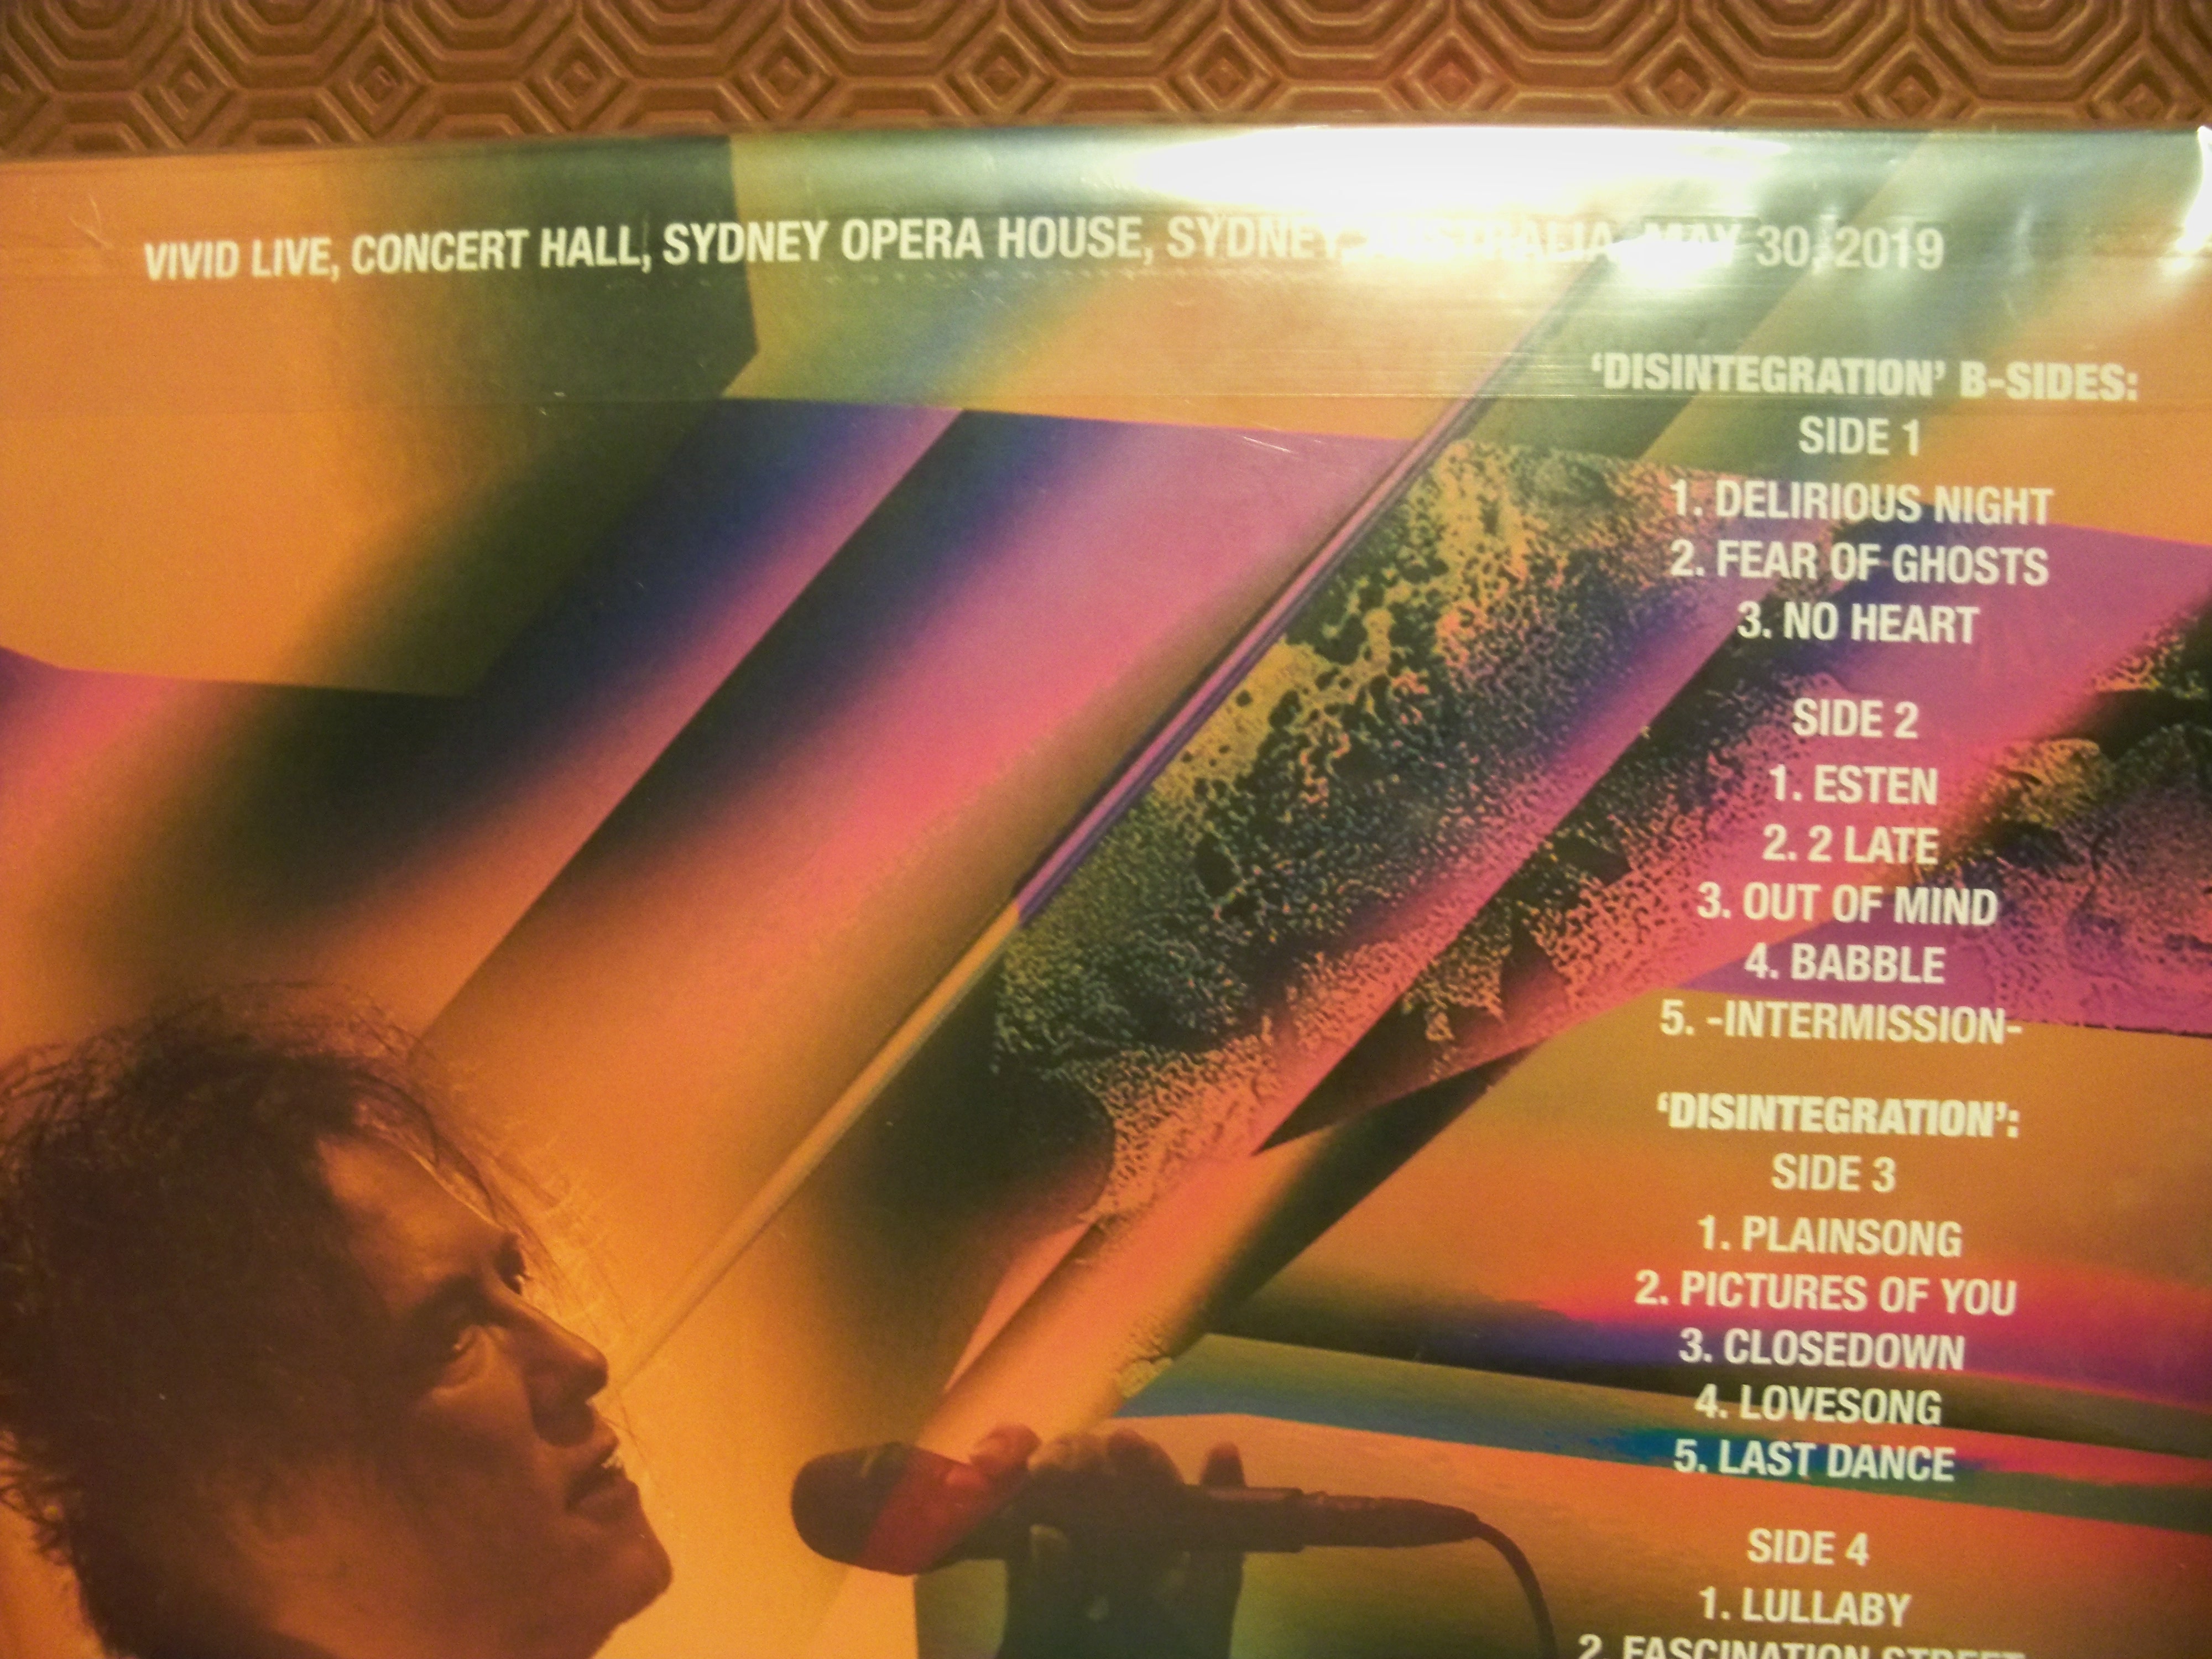 VIVID LIVE, CONCERT HALL, SYDNEY OPERA HOUSE, SYDNEY, AUSTRALIA, MAY 30, 2019
‘DISINTEGRATION’ B-SIDES:
SIDE 1
1. DELIRIOUS NIGHT
2. FEAR OF GHOSTS
3. NO HEART
SIDE 2
1. ESTEN
2. 2 LATE
3. OUT OF MIND
4. BABBLE
5. -INTERMISSION-
‘DISINTEGRATION’:
SIDE 3
1. PLAINSONG
2. PICTURES OF YOU
3. CLOSEDOWN
4. LOVESONG
5. LAST DANCE
SIDE 4
1. LULLABY
2. FASCINATION STREET